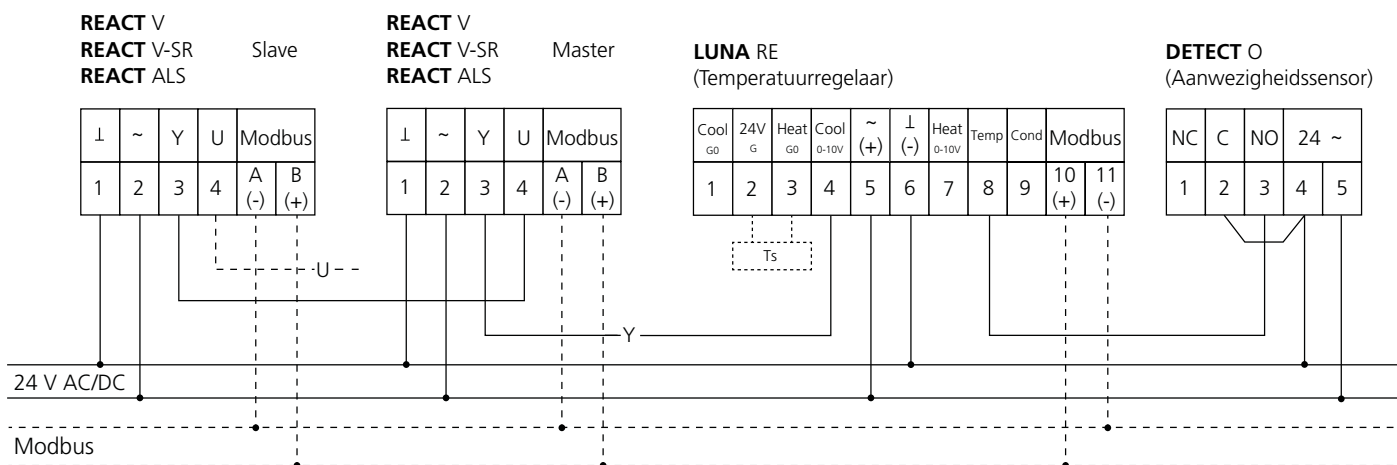 REACT V
REACT V-SR Slave
REACT ALS
⊥ ~ Y U Modbus
1 2 3 4 A (-) B (+)
REACT V
REACT V-SR Master
REACT ALS
⊥ ~ Y U Modbus
1 2 3 4 A (-) B (+)
LUNA RE
(Temperatuurregelaar)
Cool G0 24V G Heat G0 Cool 0-10V ~ (+) ⊥ (-) Heat 0-10V Temp Cond Modbus
1 2 3 4 5 6 7 8 9 10 (+) 11 (-)
Ts
DETECT O
(Aanwezigheidssensor)
NC C NO 24 ~
1 2 3 4 5
U
Y
24 V AC/DC
Modbus